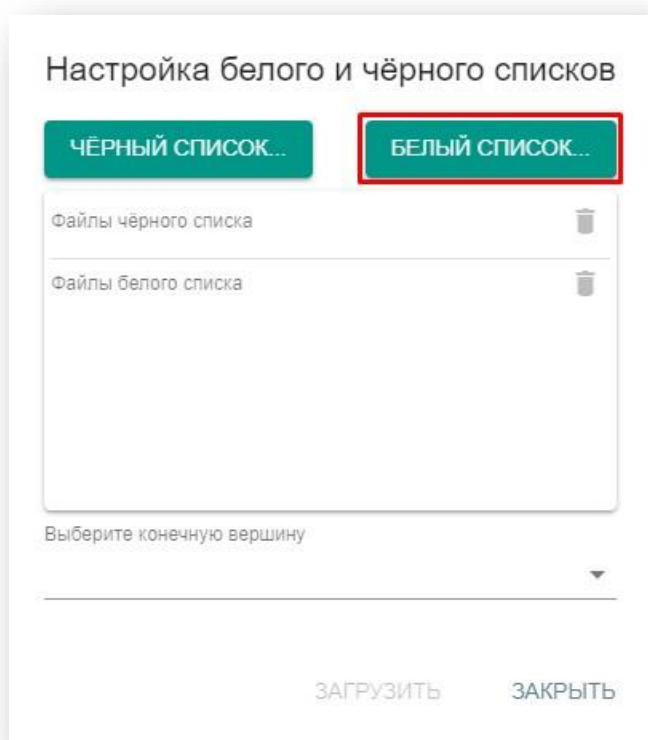 Настройка белого и чёрного списков
ЧЁРНЫЙ СПИСОК... БЕЛЫЙ СПИСОК...
Файлы чёрного списка
Файлы белого списка
Выберите конечную вершину
ЗАГРУЗИТЬ ЗАКРЫТЬ